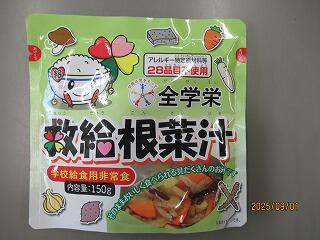 アレルギー特定原材料等
28品目不使用
全学栄
救給根菜汁
学校給食用非常食
内容量:150g
2025/09/01